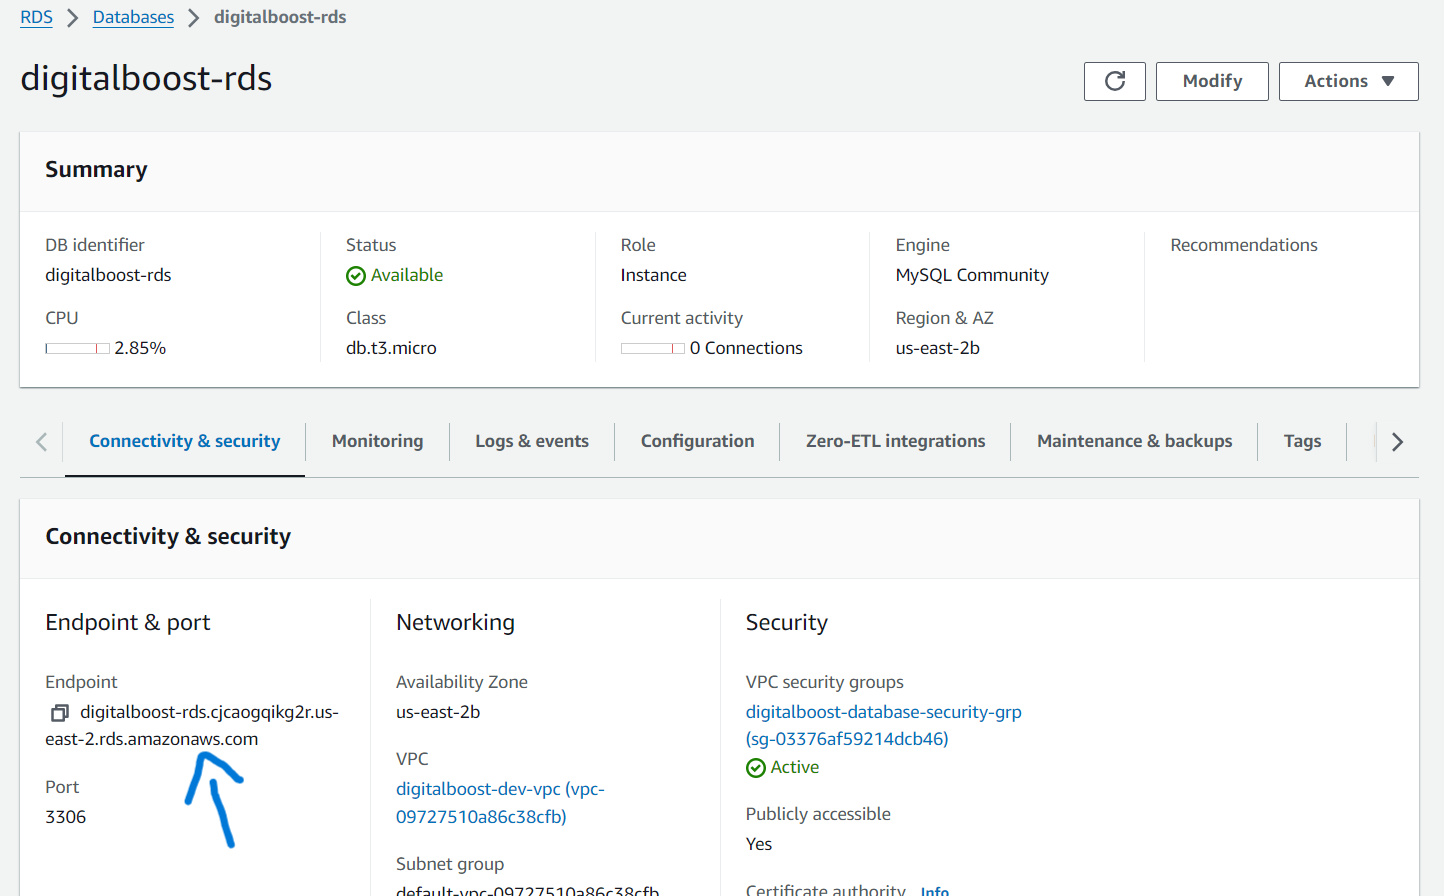 RDS > Databases > digitalboost-rds
digitalboost-rds
Modify
Actions
Summary
DB identifier
digitalboost-rds
Status
Available
Role
Instance
Engine
MySQL Community
Recommendations
CPU
2.85%
Class
db.t3.micro
Current activity
0 Connections
Region & AZ
us-east-2b
Connectivity & security
Monitoring
Logs & events
Configuration
Zero-ETL integrations
Maintenance & backups
Tags
Connectivity & security
Endpoint & port
Endpoint
digitalboost-rds.cjcaogqikg2r.us-
east-2.rds.amazonaws.com
Port
3306
Networking
Availability Zone
us-east-2b
VPC
digitalboost-dev-vpc (vpc-
09727510a86c38cfb)
Subnet group
default-vpc-09727510a86c38cfb
Security
VPC security groups
digitalboost-database-security-grp
(sg-03376af59214dcb46)
Active
Publicly accessible
Yes
Certificate authority Info